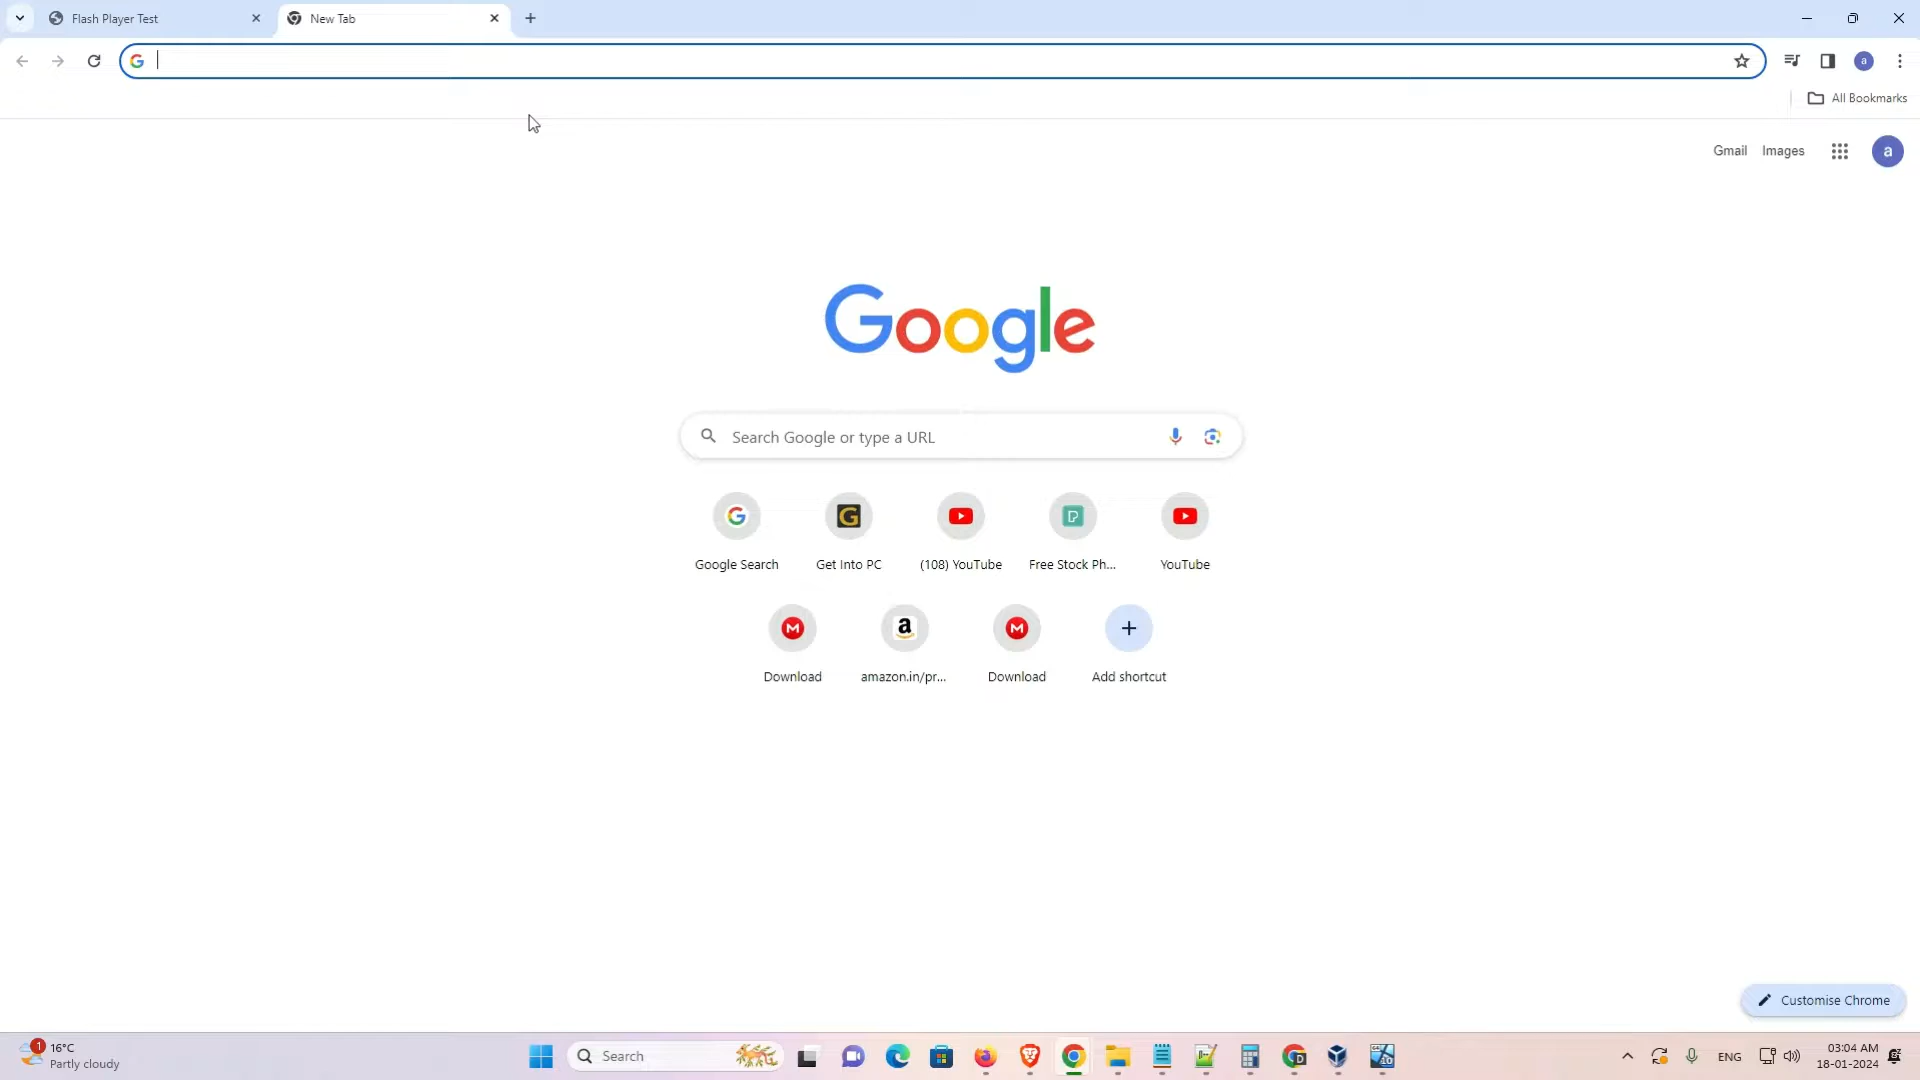 Flash Player Test
New Tab
a
All Bookmarks
Gmail
Images
a
Google
Search Google or type a URL
Google Search
Get Into PC
(108) YouTube
Free Stock Ph...
YouTube
Download
amazon.in/pr...
Download
Add shortcut
Customise Chrome
1
16°C
Partly cloudy
Search
ENG
03:04 AM
18-01-2024